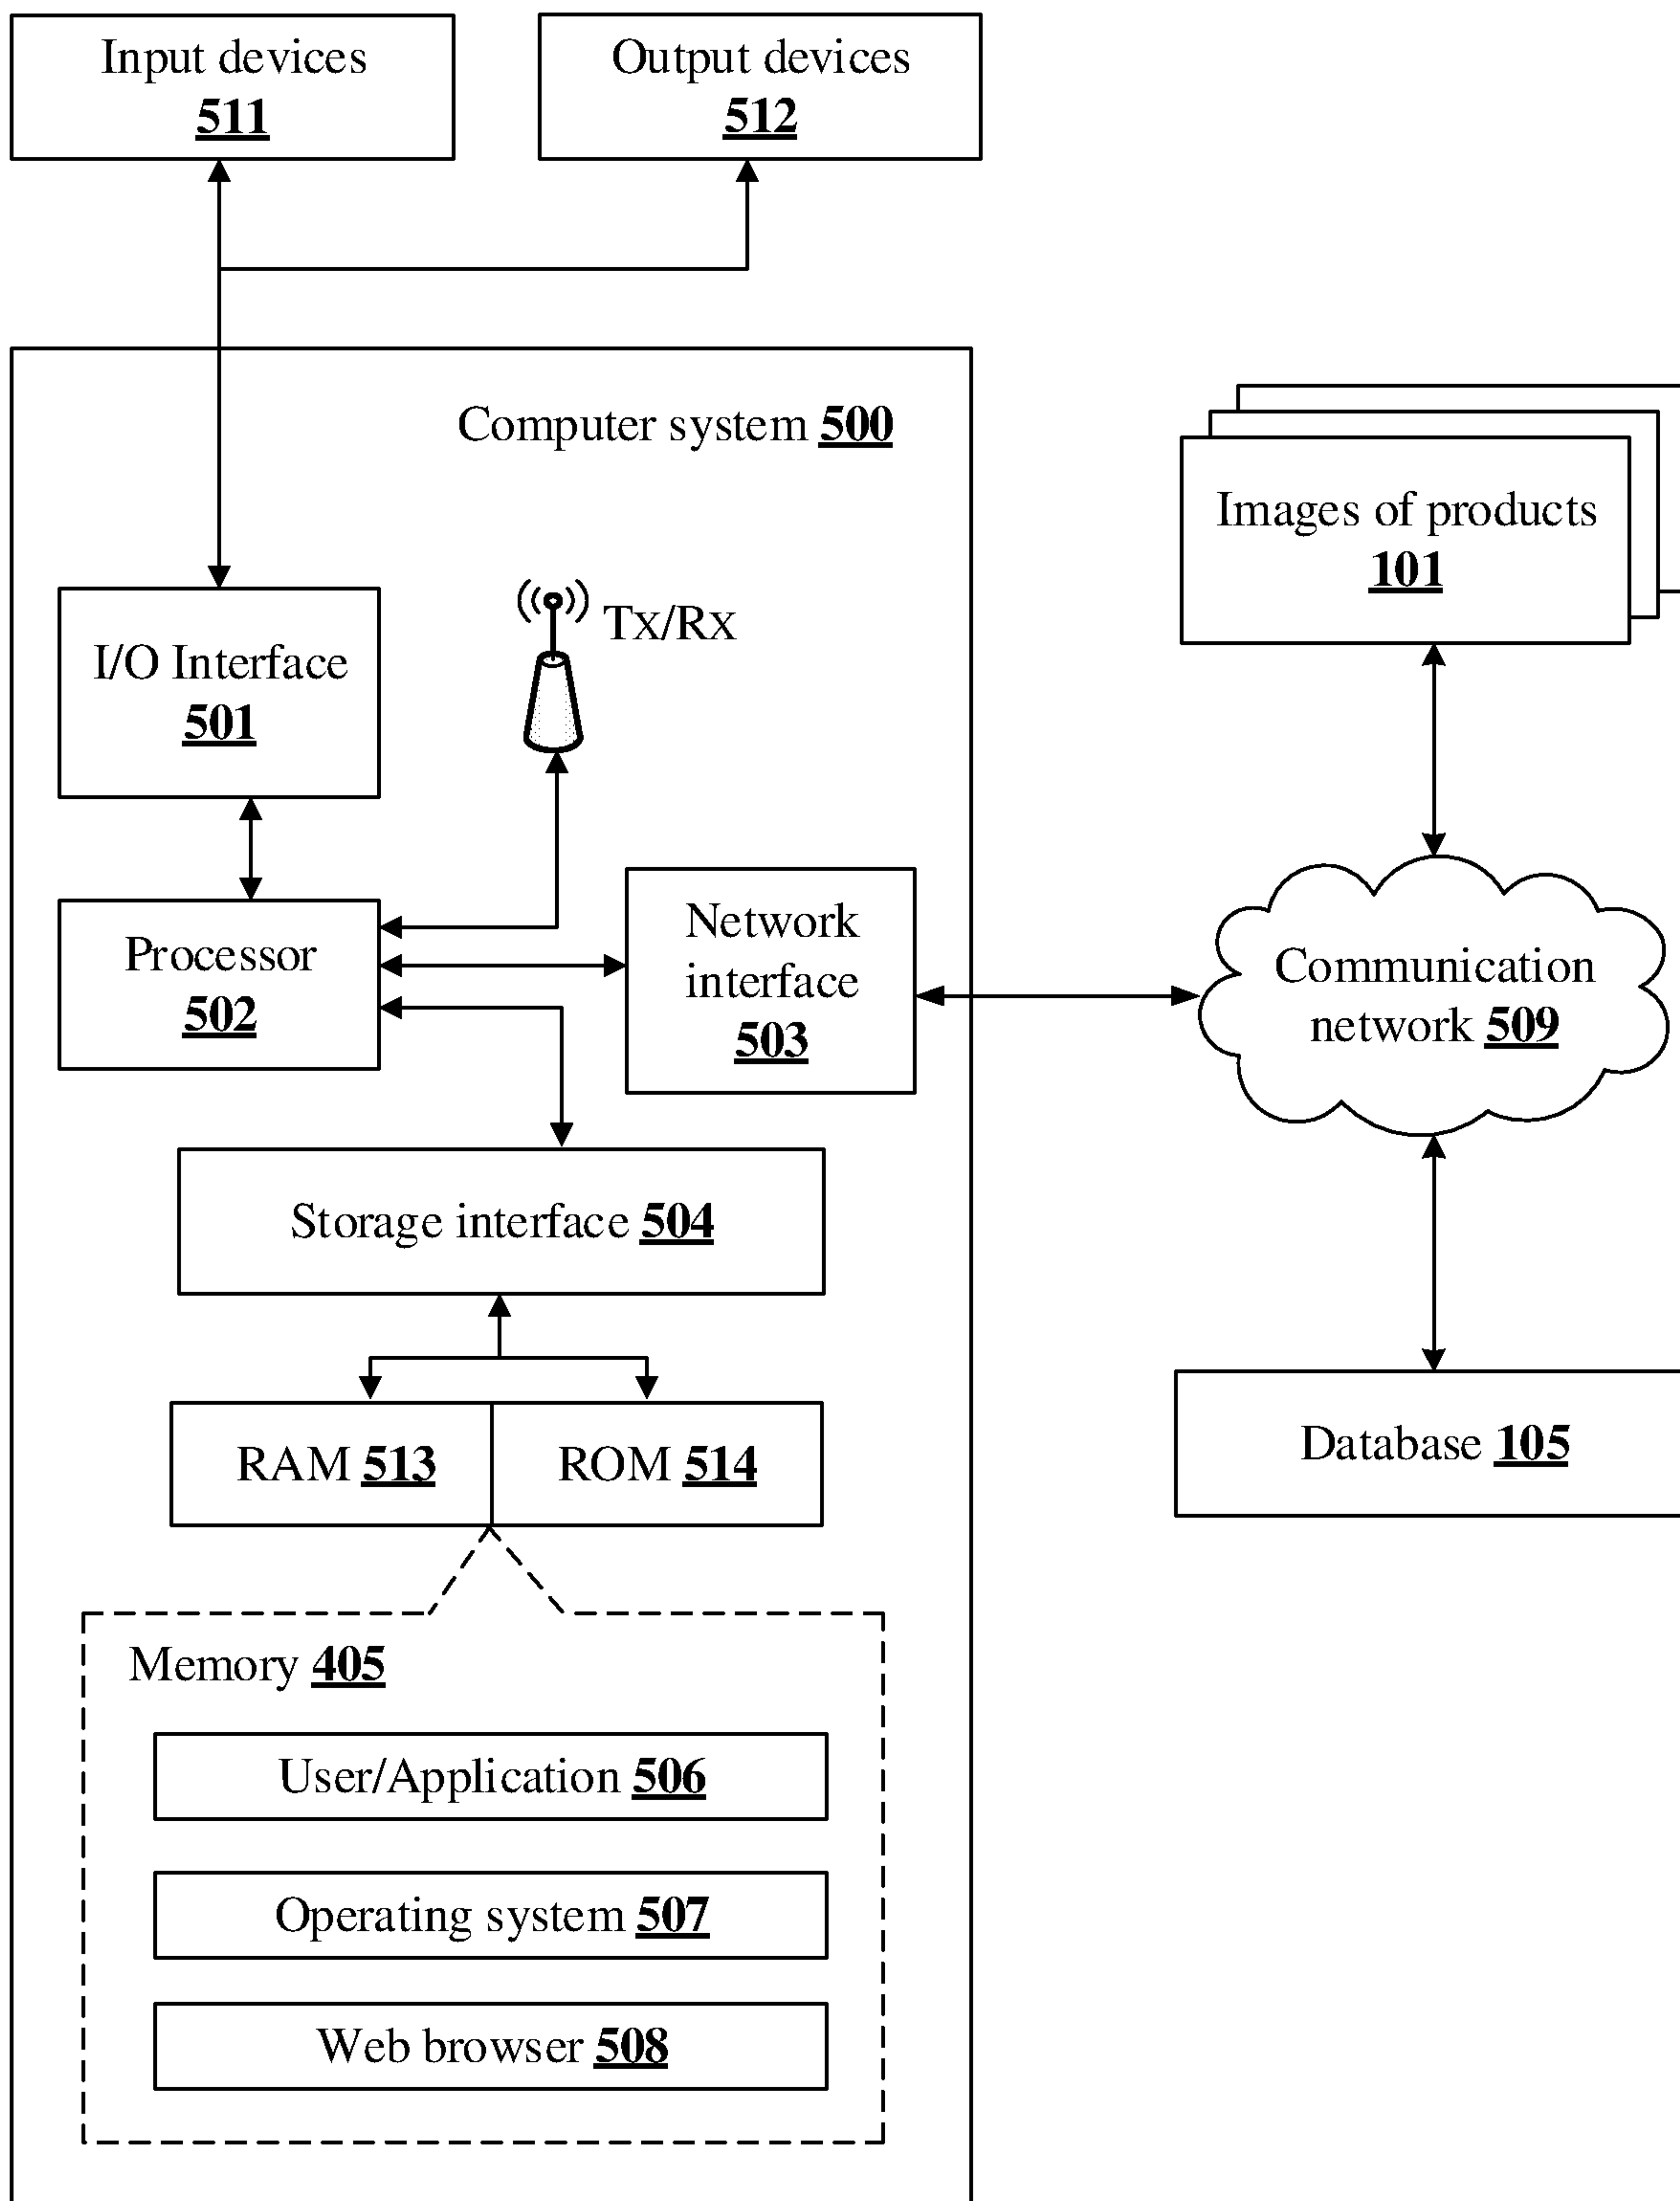 Input devices
511
Output devices
512
Computer system 500
Images of products
101
I/O Interface
501
Tx/Rx
Processor
502
Network
interface
503
Communication
network 509
Storage interface 504
RAM 513
ROM 514
Database 105
Memory 405
User/Application 506
Operating system 507
Web browser 508